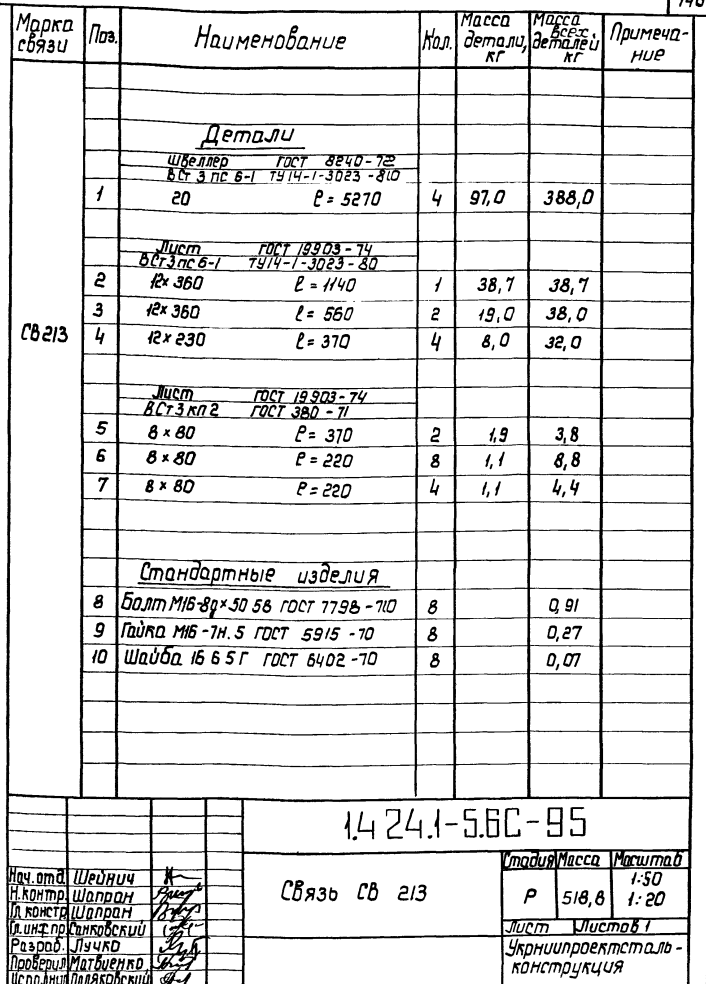 Марка связи Поз. Наименование Кол. Масса детали, кг Масса всех деталей кг Примечание
Детали
Швеллер ГОСТ 8240-72
ВСт 3 пс 6-1 ТУ14-1-3023-810
1 20 ℓ = 5270 4 97,0 388,0
Лист ГОСТ 19903-74
ВСт3пс6-1 ТУ14-1-3023-80
2 12×360 ℓ = 1140 1 38,7 38,7
3 12×360 ℓ = 560 2 19,0 38,0
СВ213 4 12×230 ℓ = 370 4 8,0 32,0
Лист ГОСТ 19903-74
ВСт3кп2 ГОСТ 380-71
5 8×80 ℓ = 370 2 1,9 3,8
6 8×80 ℓ = 220 8 1,1 8,8
7 8×80 ℓ = 220 4 1,1 4,4
Стандартные изделия
8 Болт М16-8g×50 58 ГОСТ 7798-710 8 0,91
9 Гайка М16-7Н.5 ГОСТ 5915-70 8 0,27
10 Шайба 16 65Г ГОСТ 6402-70 8 0,07
1.424.1-5.6С-95
Связь СВ 213
Стадия Масса Масштаб
Р 518,8 1:50
1:20
Лист Листов 1
Укрниипроектсталь-
конструкция
Нач.отд. Шейнич
Н.контр. Шапран
Гл.констр Шапран
Гл.инж.пр. Санковский
Разраб. Лучко
Проверил Матвиенко
Исполнил Поляковский